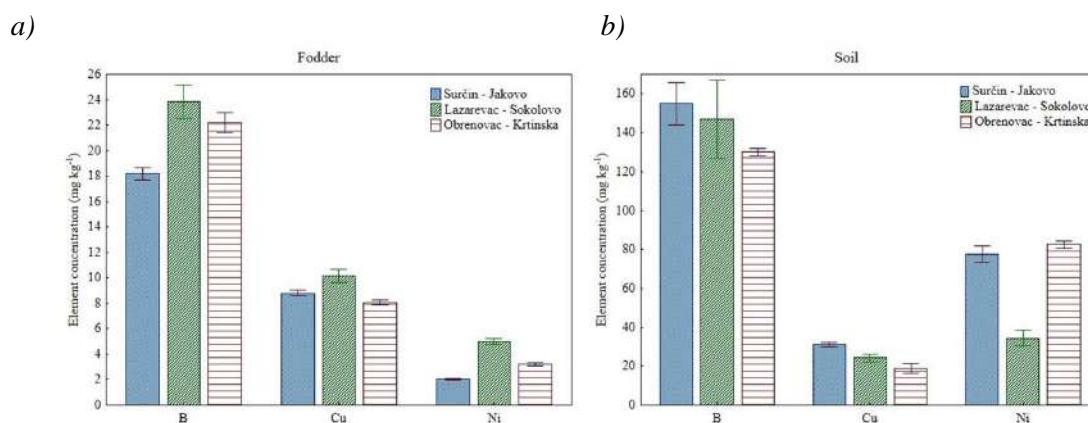 a)
Fodder
Element concentration (mg kg⁻¹)
26
24
22
20
18
16
14
12
10
8
6
4
2
0
Surčin - Jakovo
Lazarevac - Sokolovo
Obrenovac - Krtinska
B Cu Ni
b)
Soil
Element concentration (mg kg⁻¹)
160
140
120
100
80
60
40
20
0
Surčin - Jakovo
Lazarevac - Sokolovo
Obrenovac - Krtinska
B Cu Ni